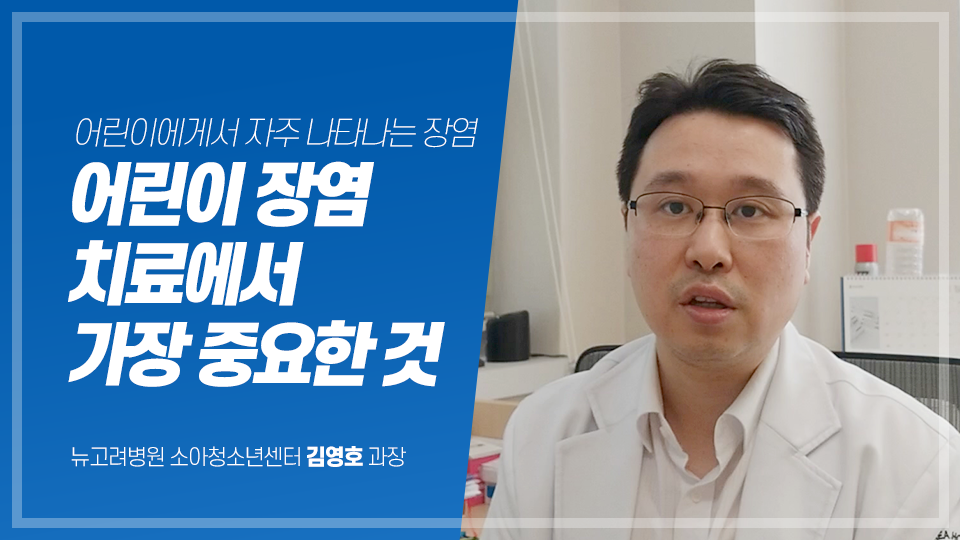 어린이에게서 자주 나타나는 장염
어린이 장염
치료에서
가장 중요한 것
뉴고려병원 소아청소년센터 김영호 과장